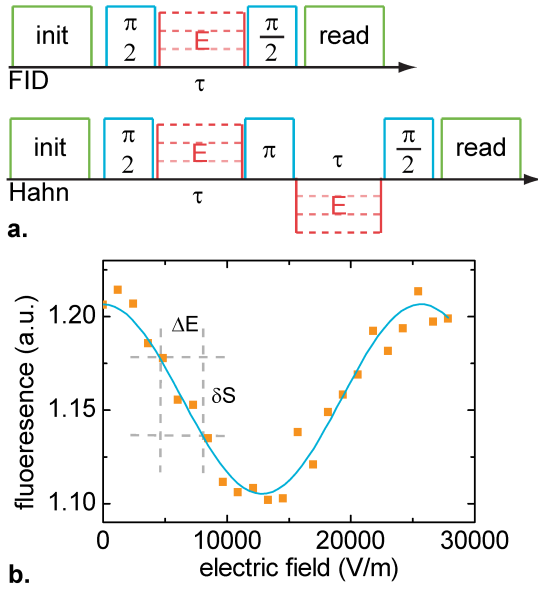 init π/2 E π/2 read
FID τ
init π/2 E π τ π/2 read
Hahn τ E
a.
fluoeresence (a.u.)
1.20
1.15
1.10
ΔE
δS
0 10000 20000 30000
electric field (V/m)
b.